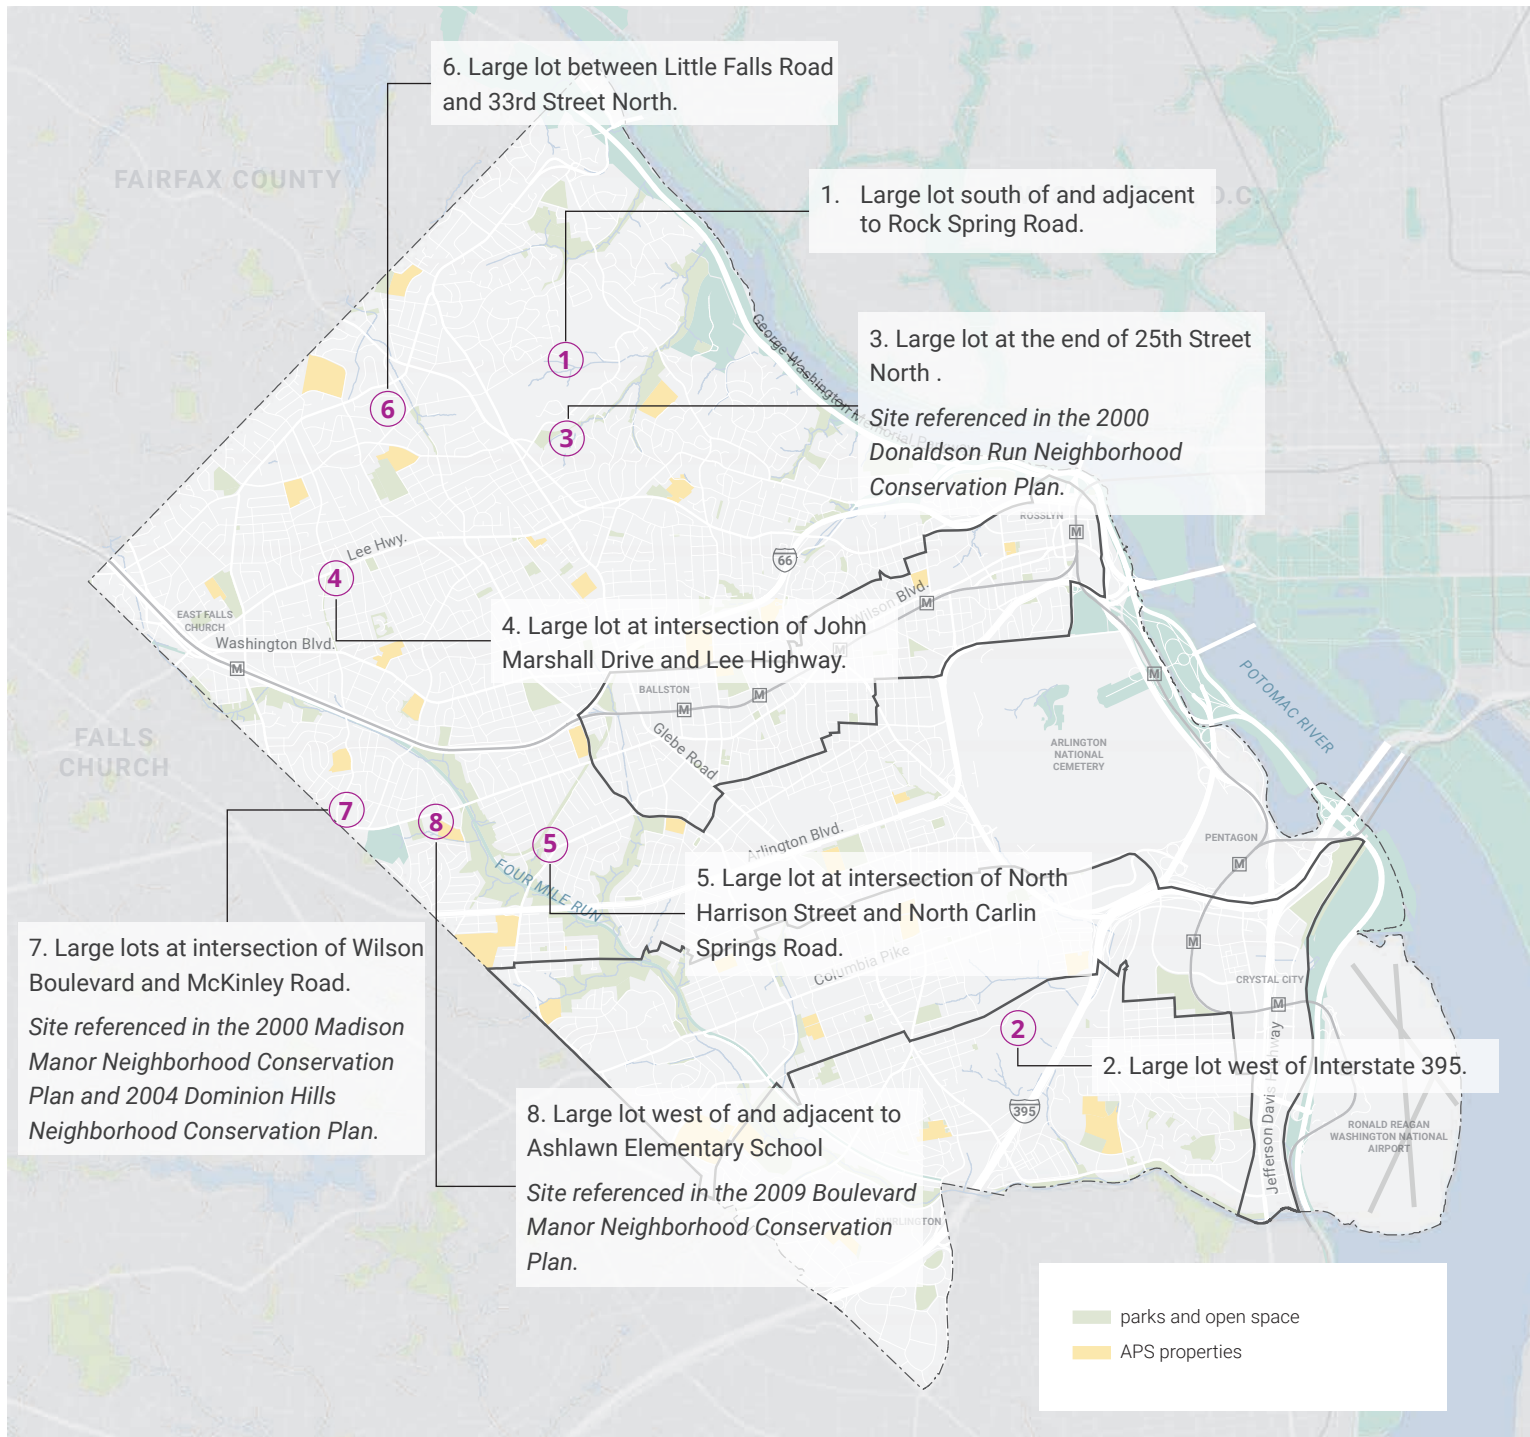 6. Large lot between Little Falls Road
and 33rd Street North.
FAIRFAX COUNTY
1. Large lot south of and adjacent
to Rock Spring Road.
D.C.
3. Large lot at the end of 25th Street
North .
Site referenced in the 2000
Donaldson Run Neighborhood
Conservation Plan.
George Washington Memorial Parkway
1
6
3
ROSSLYN
M
Lee Hwy.
66
4
Wilson Blvd.
M
EAST FALLS
CHURCH
Washington Blvd.
M
4. Large lot at intersection of John
Marshall Drive and Lee Highway.
M
BALLSTON
M
M
M
POTOMAC RIVER
Glebe Road
ARLINGTON
NATIONAL
CEMETERY
FALLS
CHURCH
7
8
5
Arlington Blvd.
PENTAGON
M
FOUR MILE RUN
5. Large lot at intersection of North
Harrison Street and North Carlin
Springs Road.
Columbia Pike
M
CRYSTAL CITY
M
7. Large lots at intersection of Wilson
Boulevard and McKinley Road.
Site referenced in the 2000 Madison
Manor Neighborhood Conservation
Plan and 2004 Dominion Hills
Neighborhood Conservation Plan.
2
2. Large lot west of Interstate 395.
395
Jefferson Davis Highway
RONALD REAGAN
WASHINGTON NATIONAL
AIRPORT
8. Large lot west of and adjacent to
Ashlawn Elementary School
Site referenced in the 2009 Boulevard
Manor Neighborhood Conservation
Plan.
parks and open space
APS properties